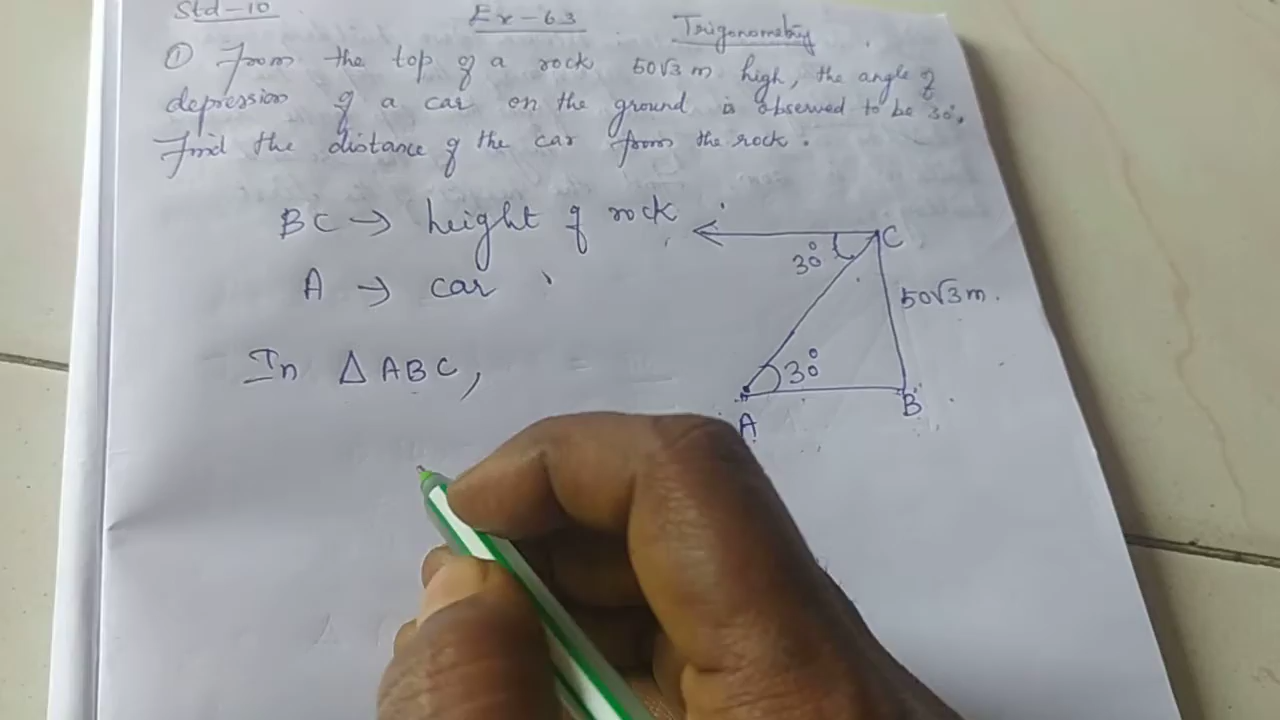 Std-10
Ex-6.3
Trigonometry
① From the top of a rock 50√3 m high, the angle of
depression of a car on the ground is observed to be 30°.
Find the distance of the car from the rock.
BC → height of rock
A → car
In △ABC,
C
30°
50√3 m.
30°
A
B